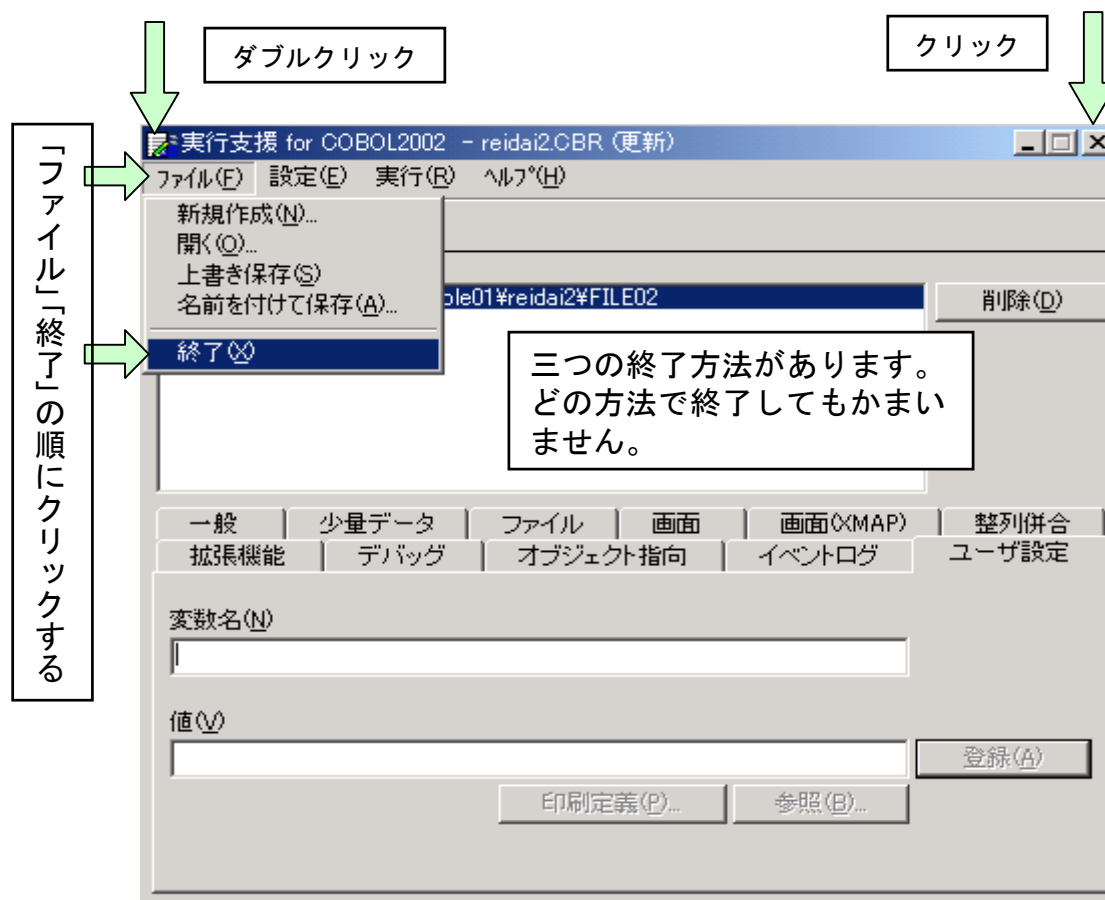 ダブルクリック
クリック
「ファイル」「終了」の順にクリックする
実行支援 for COBOL2002 - reidai2.CBR (更新)
ファイル(F) 設定(E) 実行(R) ヘルプ(H)
新規作成(N)...
開く(O)...
上書き保存(S)
名前を付けて保存(A)...
終了(X)
ple01¥reidai2¥FILE02
削除(D)
三つの終了方法があります。
どの方法で終了してもかまい
ません。
一般 少量データ ファイル 画面 画面(XMAP) 整列併合
拡張機能 デバッグ オブジェクト指向 イベントログ ユーザ設定
変数名(N)
値(V)
登録(A)
印刷定義(P)... 参照(B)...